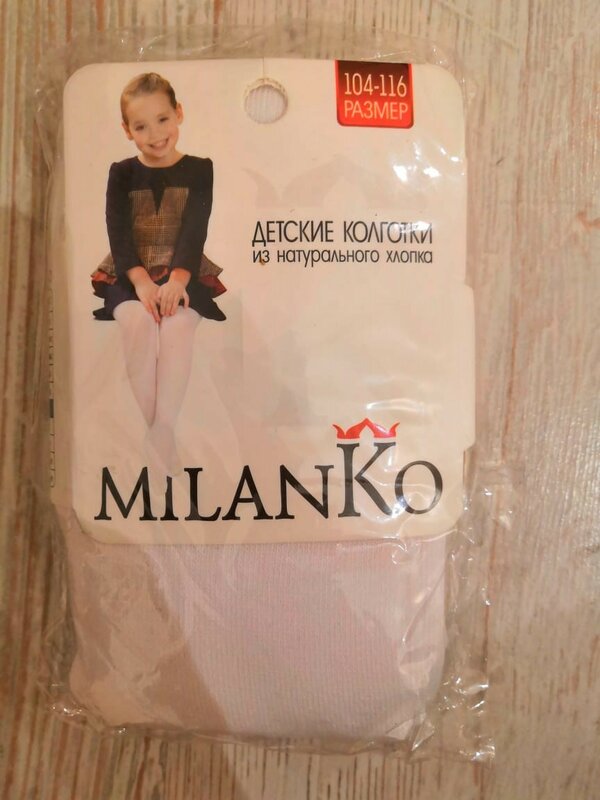 104-116
РАЗМЕР
ДЕТСКИЕ КОЛГОТКИ
из натурального хлопка
MiLANKO